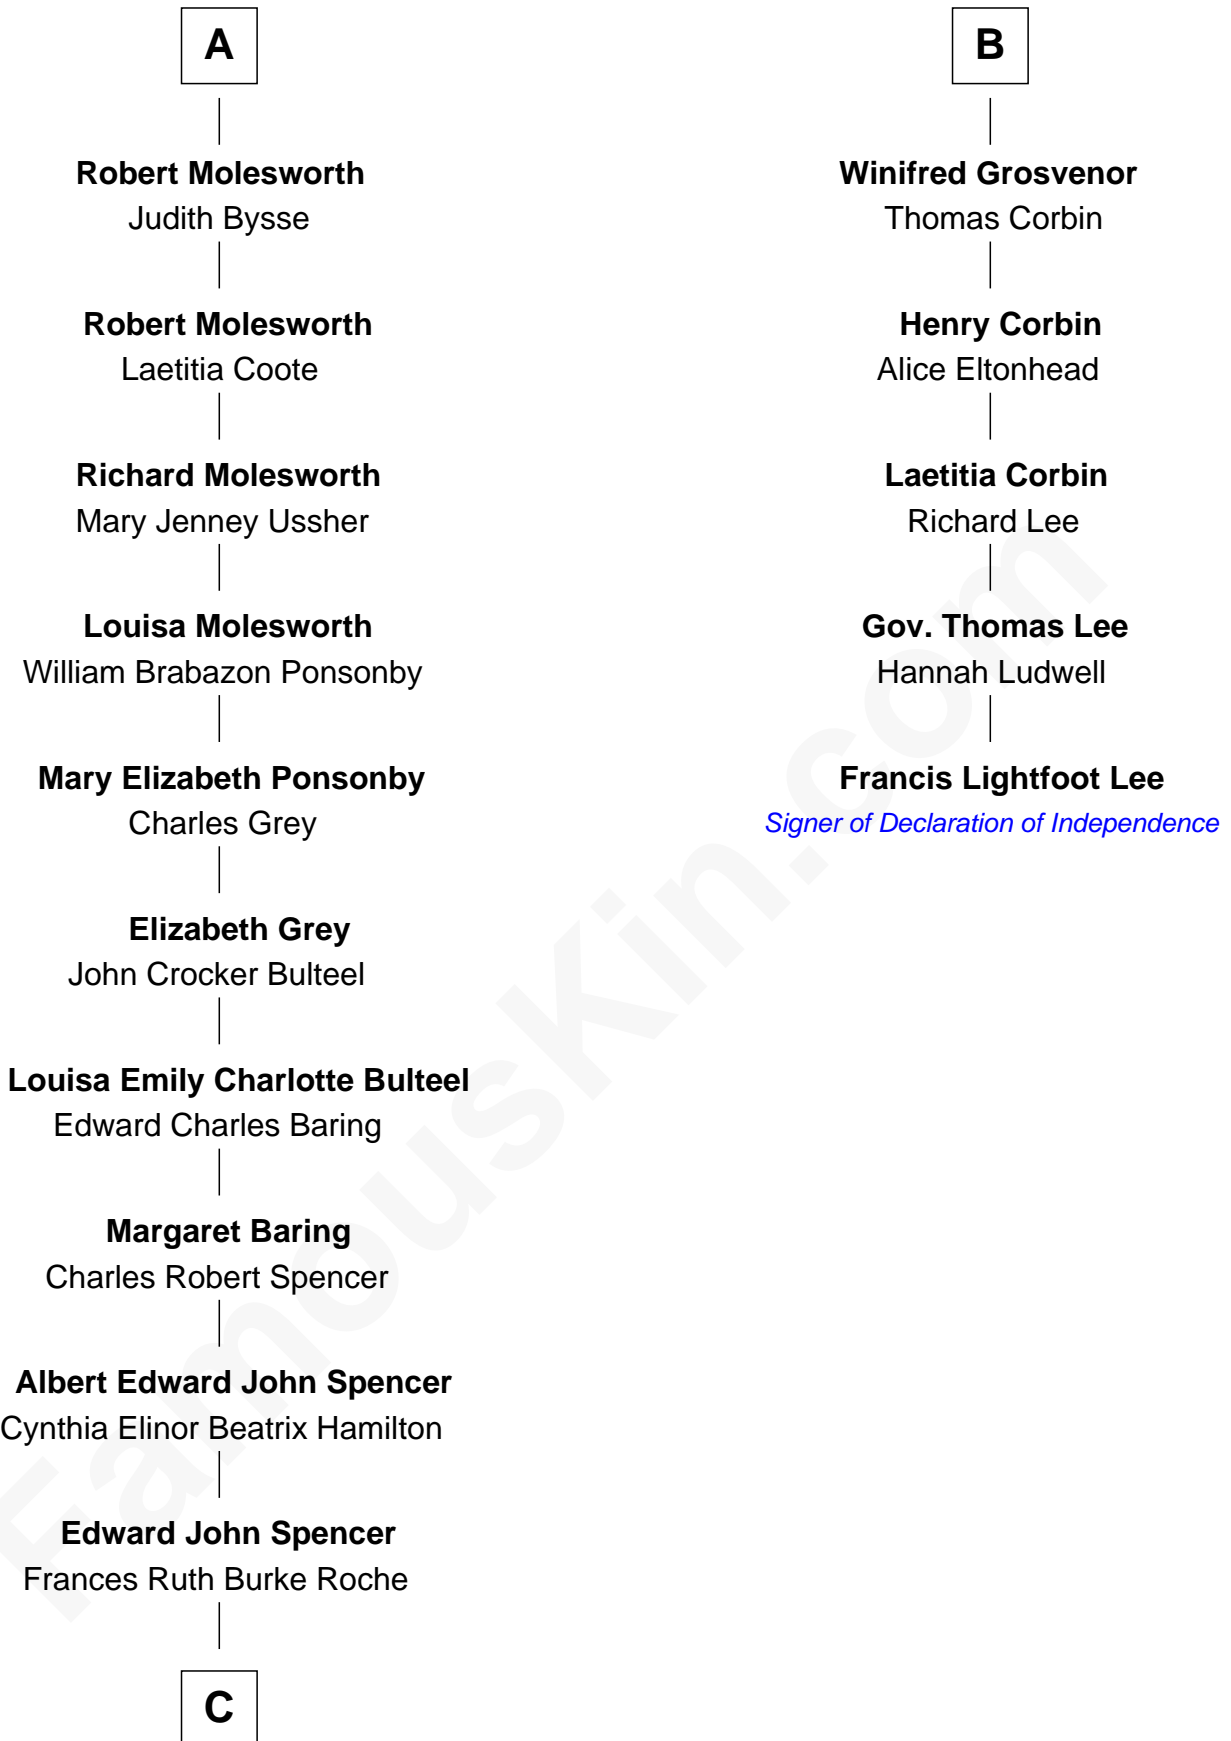 A
Robert Molesworth
Judith Bysse
Robert Molesworth
Laetitia Coote
Richard Molesworth
Mary Jenney Ussher
Louisa Molesworth
William Brabazon Ponsonby
Mary Elizabeth Ponsonby
Charles Grey
Elizabeth Grey
John Crocker Bulteel
Louisa Emily Charlotte Bulteel
Edward Charles Baring
Margaret Baring
Charles Robert Spencer
Albert Edward John Spencer
Cynthia Elinor Beatrix Hamilton
Edward John Spencer
Frances Ruth Burke Roche
C
B
Winifred Grosvenor
Thomas Corbin
Henry Corbin
Alice Eltonhead
Laetitia Corbin
Richard Lee
Gov. Thomas Lee
Hannah Ludwell
Francis Lightfoot Lee
Signer of Declaration of Independence
FamousKin.com